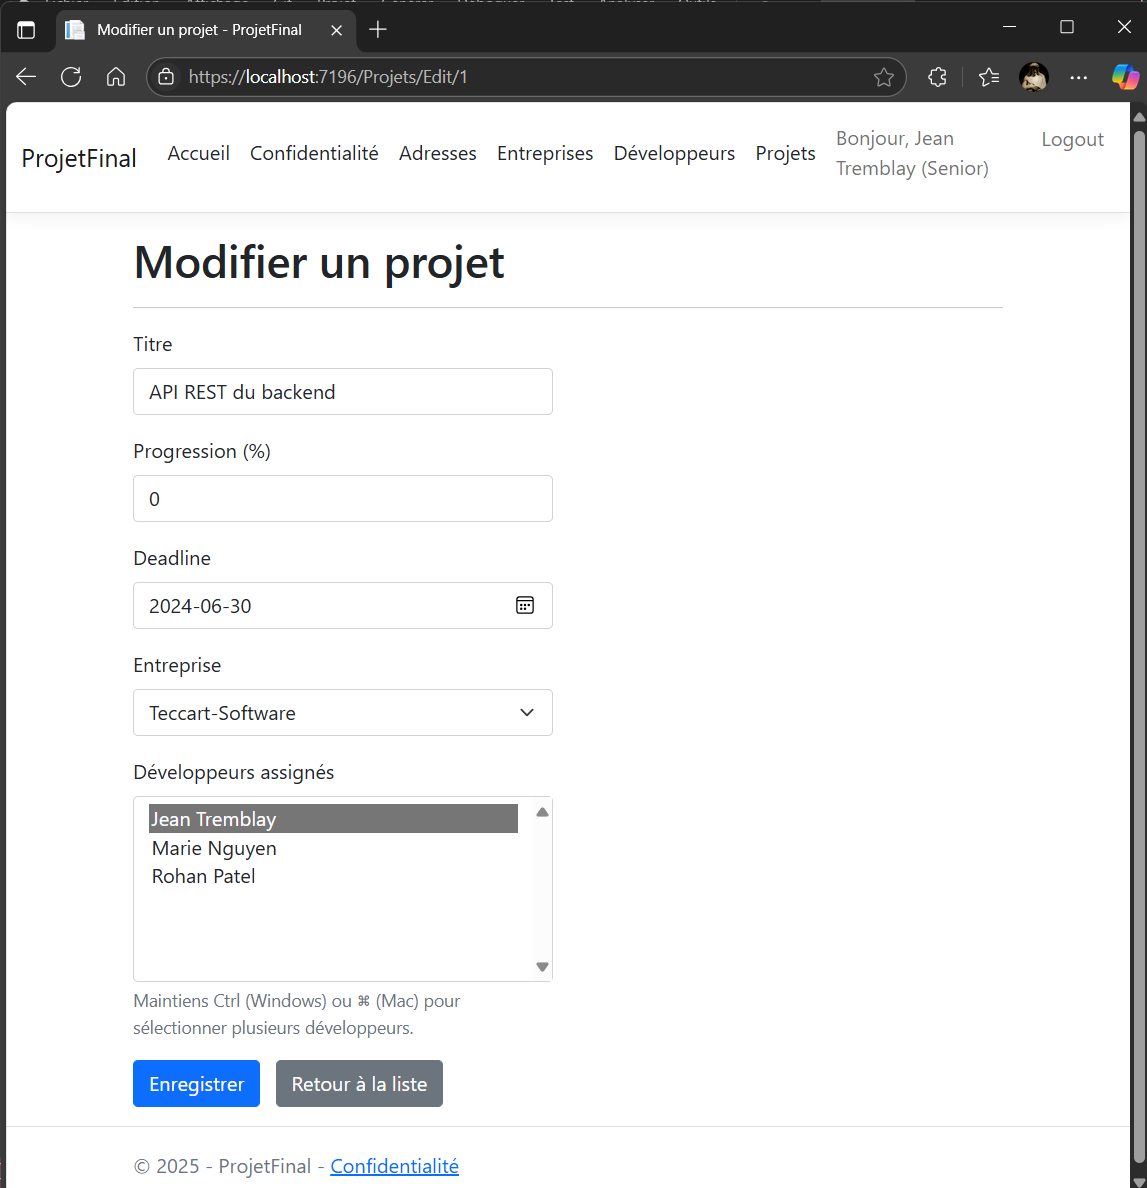 Modifier un projet - ProjetFinal
https://localhost:7196/Projets/Edit/1
ProjetFinal Accueil Confidentialité Adresses Entreprises Développeurs Projets Bonjour, Jean
Tremblay (Senior) Logout
Modifier un projet
Titre
API REST du backend
Progression (%)
0
Deadline
2024-06-30
Entreprise
Teccart-Software
Développeurs assignés
Jean Tremblay
Marie Nguyen
Rohan Patel
Maintiens Ctrl (Windows) ou ⌘ (Mac) pour
sélectionner plusieurs développeurs.
Enregistrer Retour à la liste
© 2025 - ProjetFinal - Confidentialité